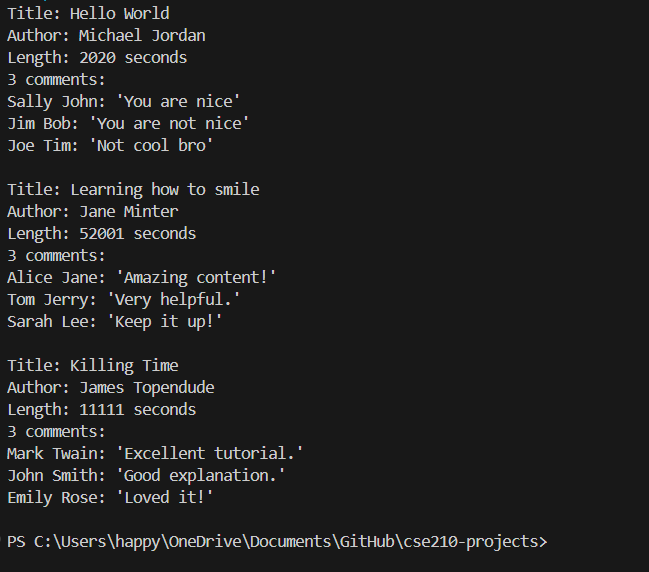 Title: Hello World
Author: Michael Jordan
Length: 2020 seconds
3 comments:
Sally John: 'You are nice'
Jim Bob: 'You are not nice'
Joe Tim: 'Not cool bro'

Title: Learning how to smile
Author: Jane Minter
Length: 52001 seconds
3 comments:
Alice Jane: 'Amazing content!'
Tom Jerry: 'Very helpful.'
Sarah Lee: 'Keep it up!'

Title: Killing Time
Author: James Topendude
Length: 11111 seconds
3 comments:
Mark Twain: 'Excellent tutorial.'
John Smith: 'Good explanation.'
Emily Rose: 'Loved it!'

PS C:\Users\happy\OneDrive\Documents\GitHub\cse210-projects>